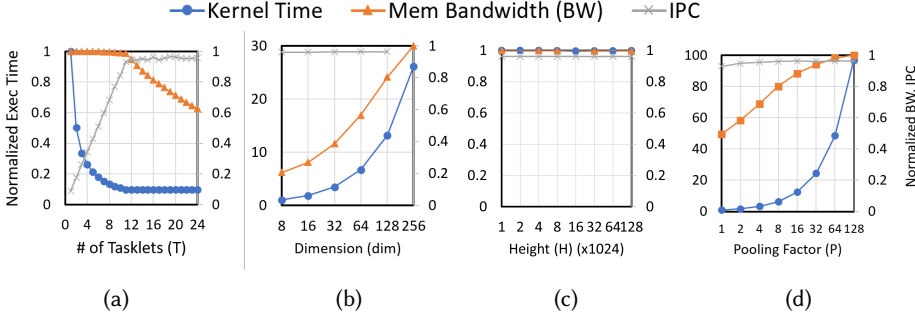 Kernel Time Mem Bandwidth (BW) IPC
Normalized Exec Time
1 0.8 0.6 0.4 0.2 0
1 0.8 0.6 0.4 0.2 0
0 4 8 12 16 20 24
# of Tasklets (T)
(a)
30 20 10 0
1 0.8 0.6 0.4 0.2 0
8 16 32 64 128 256
Dimension (dim)
(b)
1 0.8 0.6 0.4 0.2 0
1 0.8 0.6 0.4 0.2 0
1 2 4 8 16 32 64 128
Height (H) (x1024)
(c)
100 80 60 40 20 0
1 0.8 0.6 0.4 0.2 0
1 2 4 8 16 32 64 128
Pooling Factor (P)
(d)
Normalized BW, IPC